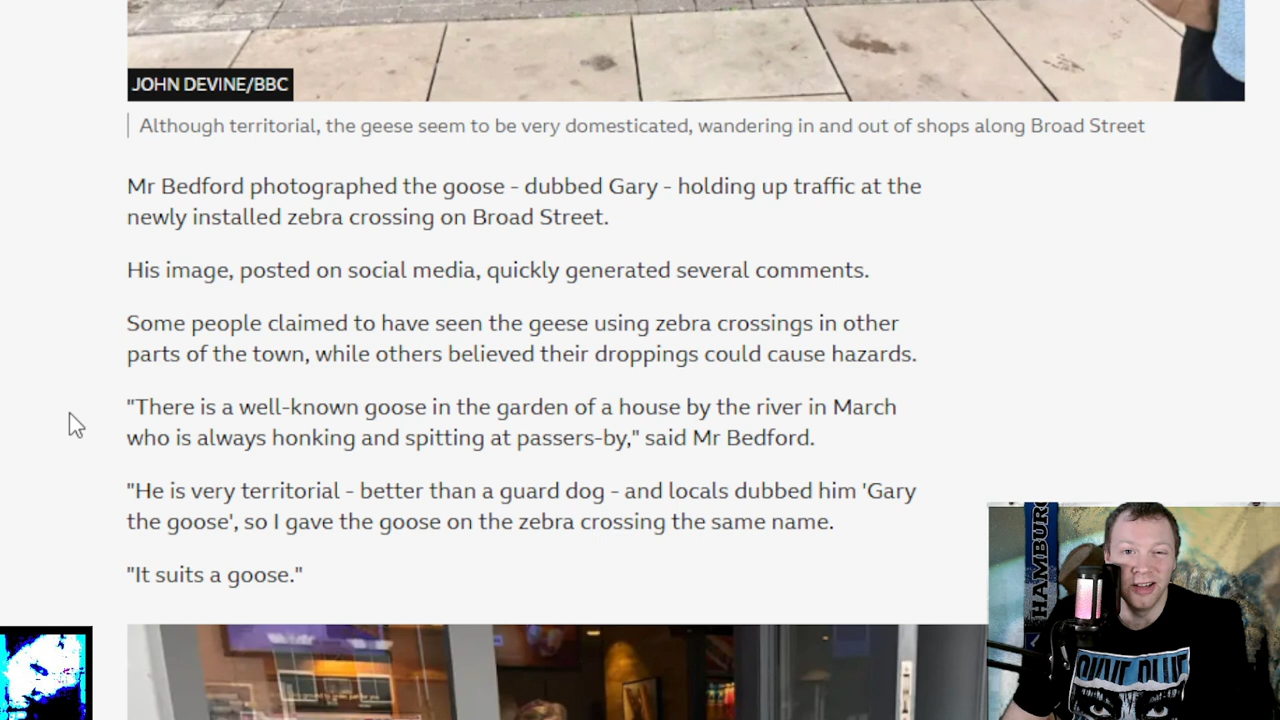 JOHN DEVINE/BBC
Although territorial, the geese seem to be very domesticated, wandering in and out of shops along Broad Street
Mr Bedford photographed the goose - dubbed Gary - holding up traffic at the
newly installed zebra crossing on Broad Street.
His image, posted on social media, quickly generated several comments.
Some people claimed to have seen the geese using zebra crossings in other
parts of the town, while others believed their droppings could cause hazards.
"There is a well-known goose in the garden of a house by the river in March
who is always honking and spitting at passers-by," said Mr Bedford.
"He is very territorial - better than a guard dog - and locals dubbed him 'Gary
the goose', so I gave the goose on the zebra crossing the same name.
"It suits a goose."
HAMBURG